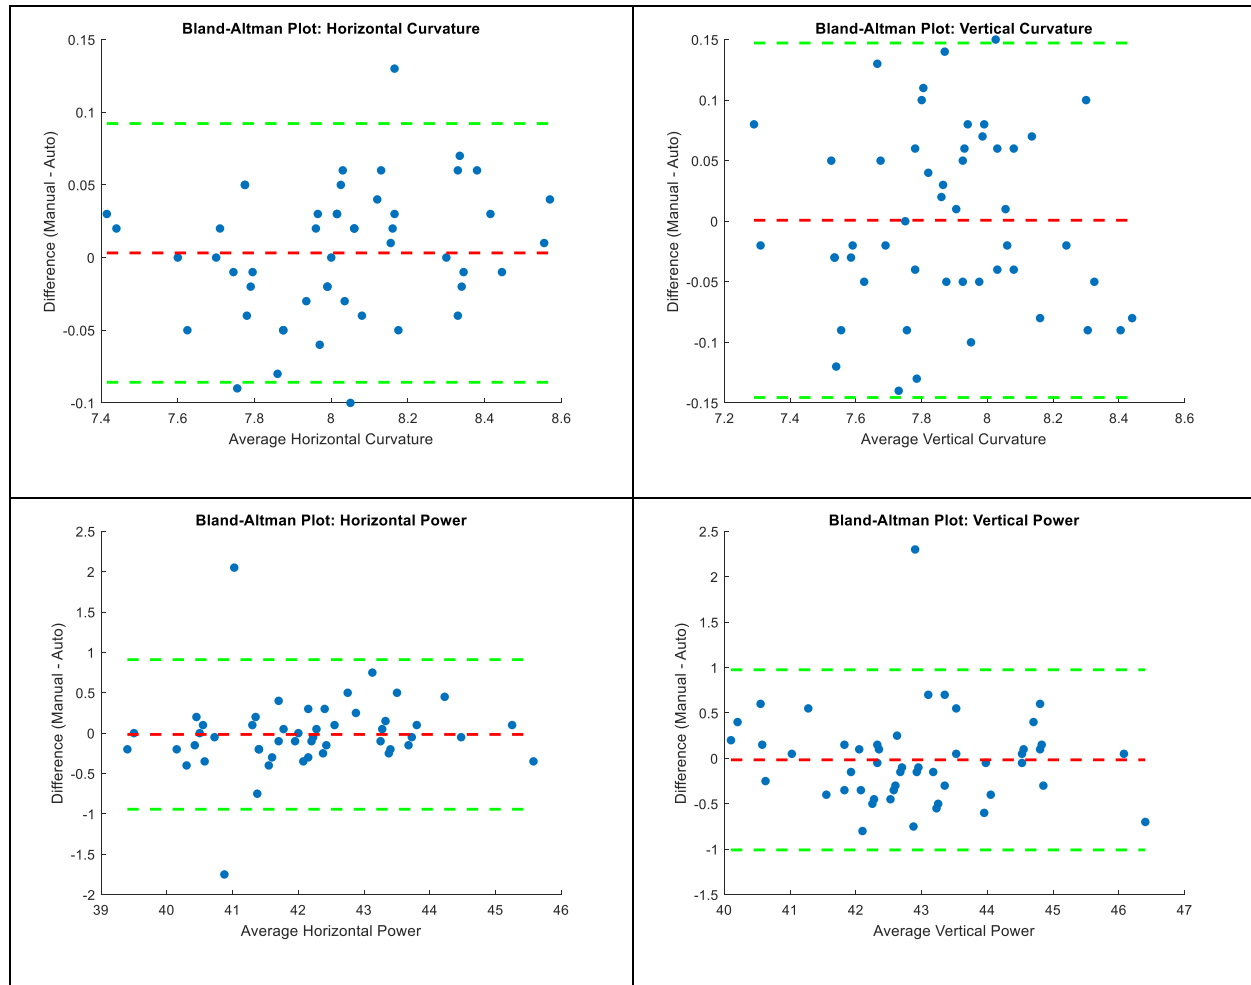 Bland-Altman Plot: Horizontal Curvature
0.15
0.1
0.05
0
-0.05
-0.1
Difference (Manual - Auto)
7.4 7.6 7.8 8 8.2 8.4 8.6
Average Horizontal Curvature
Bland-Altman Plot: Vertical Curvature
0.15
0.1
0.05
0
-0.05
-0.1
-0.15
Difference (Manual - Auto)
7.2 7.4 7.6 7.8 8 8.2 8.4 8.6
Average Vertical Curvature
Bland-Altman Plot: Horizontal Power
2.5
2
1.5
1
0.5
0
-0.5
-1
-1.5
-2
Difference (Manual - Auto)
39 40 41 42 43 44 45 46
Average Horizontal Power
Bland-Altman Plot: Vertical Power
2.5
2
1.5
1
0.5
0
-0.5
-1
-1.5
Difference (Manual - Auto)
40 41 42 43 44 45 46 47
Average Vertical Power